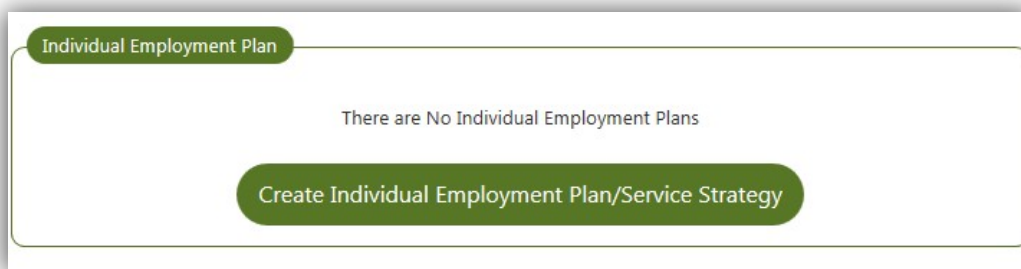 Individual Employment Plan
There are No Individual Employment Plans
Create Individual Employment Plan/Service Strategy